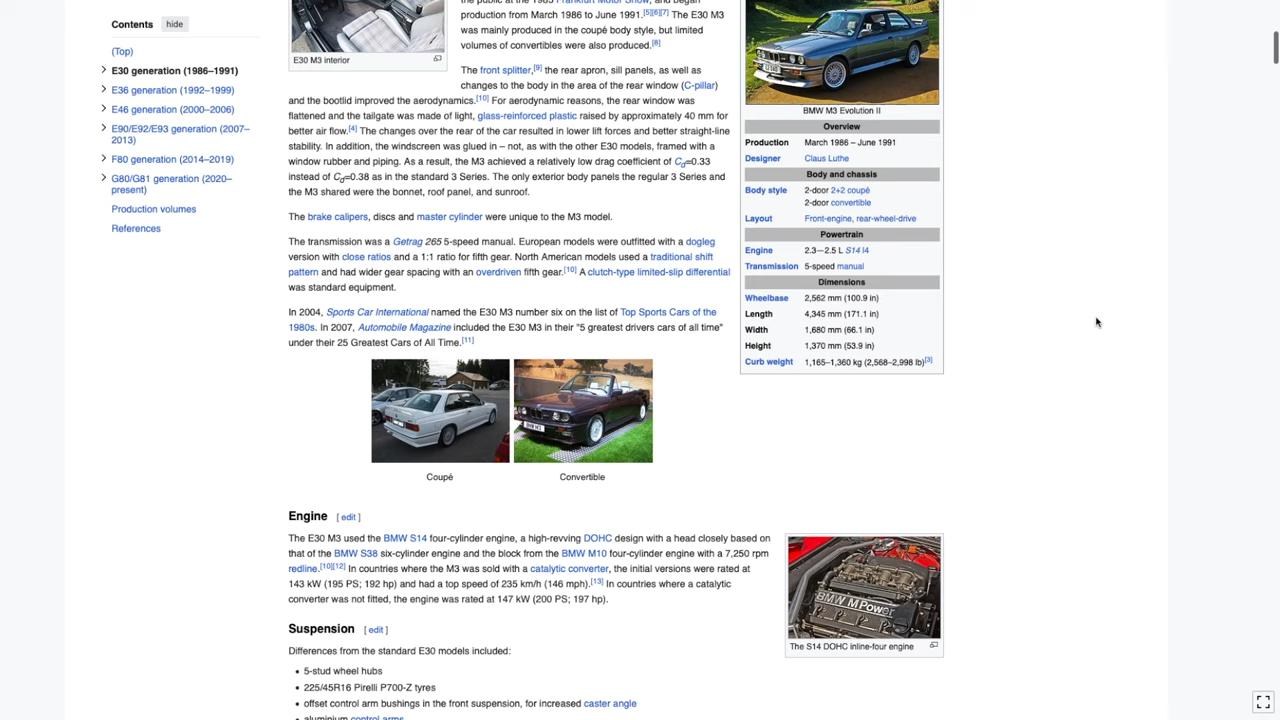 Contents hide
(Top)
E30 generation (1986–1991)
E36 generation (1992–1999)
E46 generation (2000–2006)
E90/E92/E93 generation (2007–
2013)
F80 generation (2014–2019)
G80/G81 generation (2020–
present)
Production volumes
References
E30 M3 interior
production from March 1986 to June 1991.[5][6][7] The E30 M3
was mainly produced in the coupé body style, but limited
volumes of convertibles were also produced.[8]
The front splitter,[9] the rear apron, sill panels, as well as
changes to the body in the area of the rear window (C-pillar)
and the bootlid improved the aerodynamics.[10] For aerodynamic reasons, the rear window was
flattened and the tailgate was made of light, glass-reinforced plastic raised by approximately 40 mm for
better air flow.[4] The changes over the rear of the car resulted in lower lift forces and better straight-line
stability. In addition, the windscreen was glued in – not, as with the other E30 models, framed with a
window rubber and piping. As a result, the M3 achieved a relatively low drag coefficient of Cd=0.33
instead of Cd=0.38 as in the standard 3 Series. The only exterior body panels the regular 3 Series and
the M3 shared were the bonnet, roof panel, and sunroof.
The brake calipers, discs and master cylinder were unique to the M3 model.
The transmission was a Getrag 265 5-speed manual. European models were outfitted with a dogleg
version with close ratios and a 1:1 ratio for fifth gear. North American models used a traditional shift
pattern and had wider gear spacing with an overdriven fifth gear.[10] A clutch-type limited-slip differential
was standard equipment.
In 2004, Sports Car International named the E30 M3 number six on the list of Top Sports Cars of the
1980s. In 2007, Automobile Magazine included the E30 M3 in their "5 greatest drivers cars of all time"
under their 25 Greatest Cars of All Time.[11]
Coupé
Convertible
BMW M3 Evolution II
Overview
Production March 1986 – June 1991
Designer Claus Luthe
Body and chassis
Body style 2-door 2+2 coupé
2-door convertible
Layout Front-engine, rear-wheel-drive
Powertrain
Engine 2.3—2.5 L S14 I4
Transmission 5-speed manual
Dimensions
Wheelbase 2,562 mm (100.9 in)
Length 4,345 mm (171.1 in)
Width 1,680 mm (66.1 in)
Height 1,370 mm (53.9 in)
Curb weight 1,165–1,360 kg (2,568–2,998 lb)[3]
Engine [ edit ]
The E30 M3 used the BMW S14 four-cylinder engine, a high-revving DOHC design with a head closely based on
that of the BMW S38 six-cylinder engine and the block from the BMW M10 four-cylinder engine with a 7,250 rpm
redline.[10][12] In countries where the M3 was sold with a catalytic converter, the initial versions were rated at
143 kW (195 PS; 192 hp) and had a top speed of 235 km/h (146 mph).[13] In countries where a catalytic
converter was not fitted, the engine was rated at 147 kW (200 PS; 197 hp).
BMW M Power
The S14 DOHC inline-four engine
Suspension [ edit ]
Differences from the standard E30 models included:
• 5-stud wheel hubs
• 225/45R16 Pirelli P700-Z tyres
• offset control arm bushings in the front suspension, for increased caster angle
• aluminium control arms